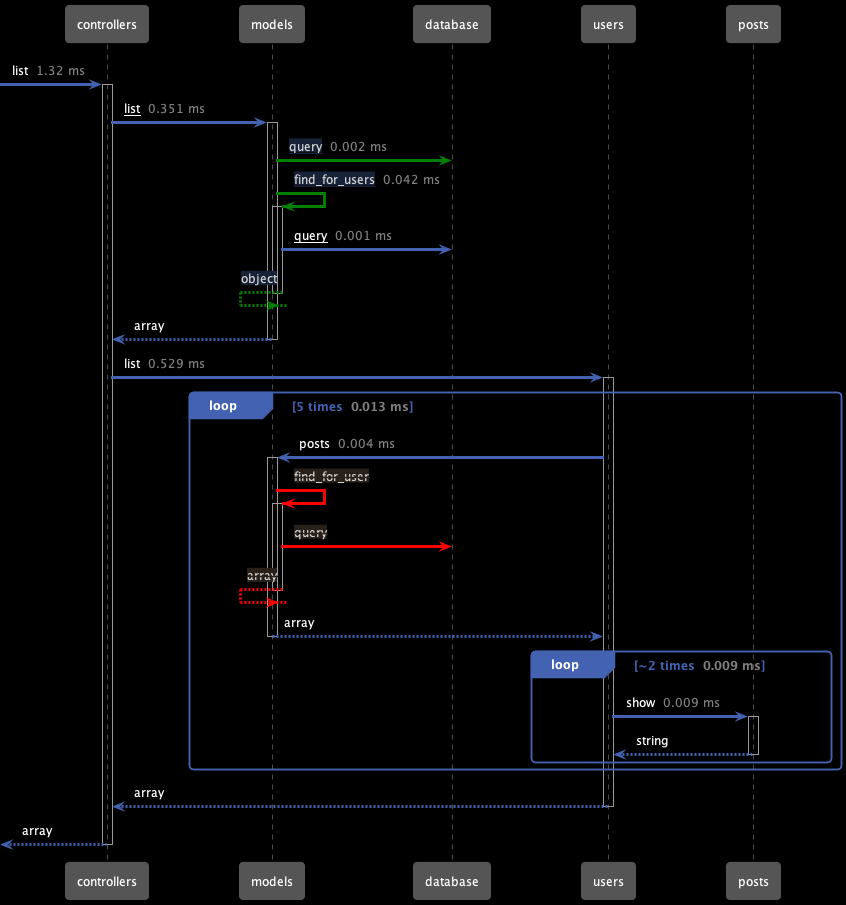 controllers models database users posts
list 1.32 ms
list 0.351 ms
query 0.002 ms
find_for_users 0.042 ms
query 0.001 ms
object
array
list 0.529 ms
loop [5 times 0.013 ms]
posts 0.004 ms
find_for_user
query
array
array
loop [~2 times 0.009 ms]
show 0.009 ms
string
array
array
controllers models database users posts